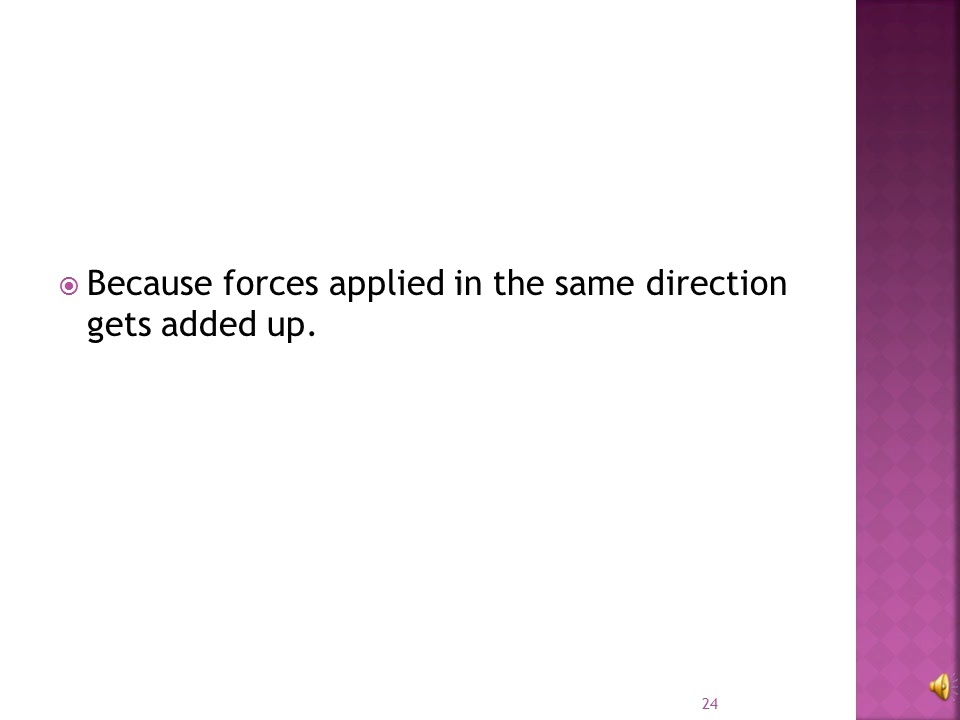 Because forces applied in the same direction
gets added up.
24